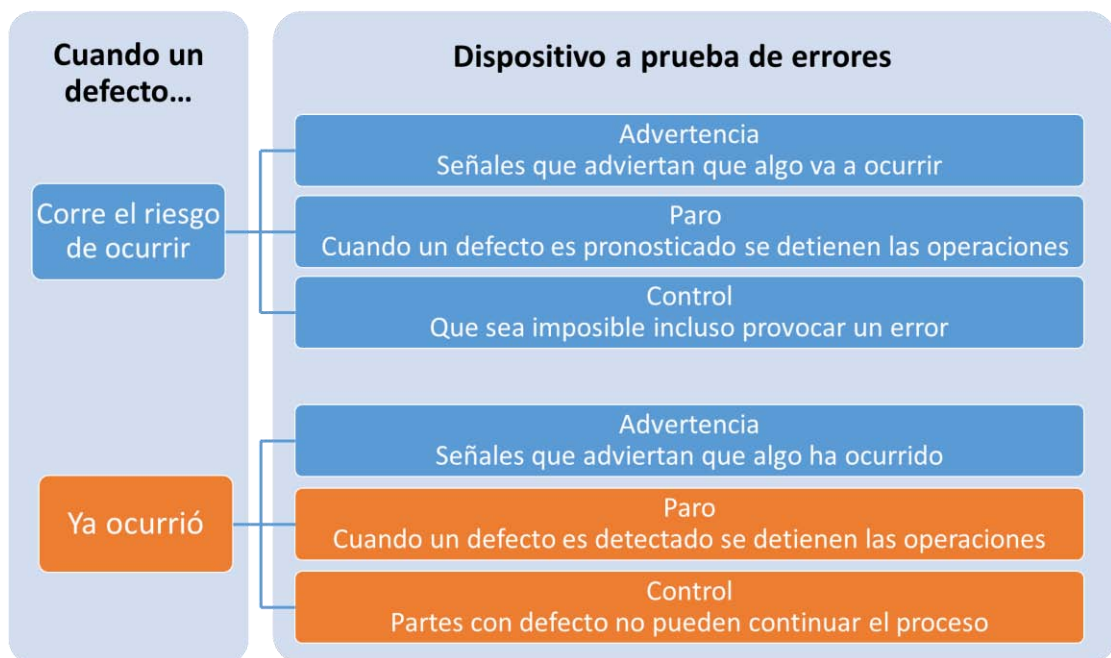 Cuando un
defecto...
Dispositivo a prueba de errores
Corre el riesgo
de ocurrir
Advertencia
Señales que adviertan que algo va a ocurrir
Paro
Cuando un defecto es pronosticado se detienen las operaciones
Control
Que sea imposible incluso provocar un error
Ya ocurrió
Advertencia
Señales que adviertan que algo ha ocurrido
Paro
Cuando un defecto es detectado se detienen las operaciones
Control
Partes con defecto no pueden continuar el proceso